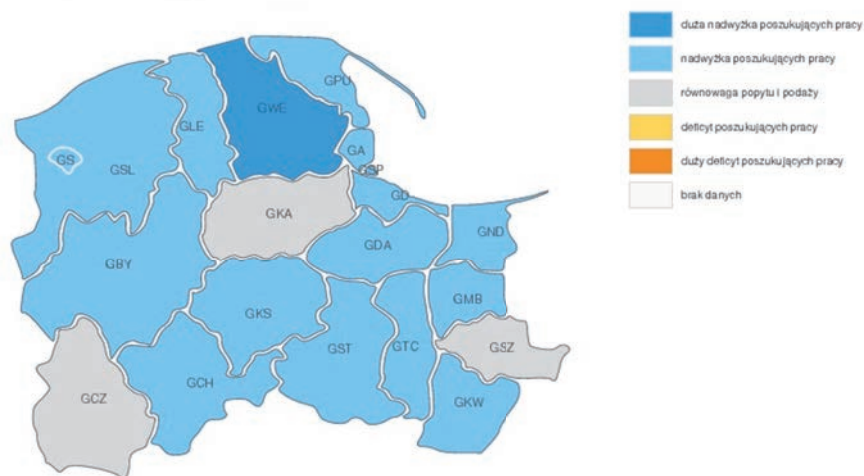 duża nadwyżka poszukujących pracy
nadwyżka poszukujących pracy
równowaga popytu i podaży
deficyt poszukujących pracy
duży deficyt poszukujących pracy
brak danych
GPU
GWE
GLE
GA
GS
GSP
GSL
GD
GKA
GND
GDA
GBY
GMB
GKS
GST
GTC
GSZ
GCH
GCZ
GKW